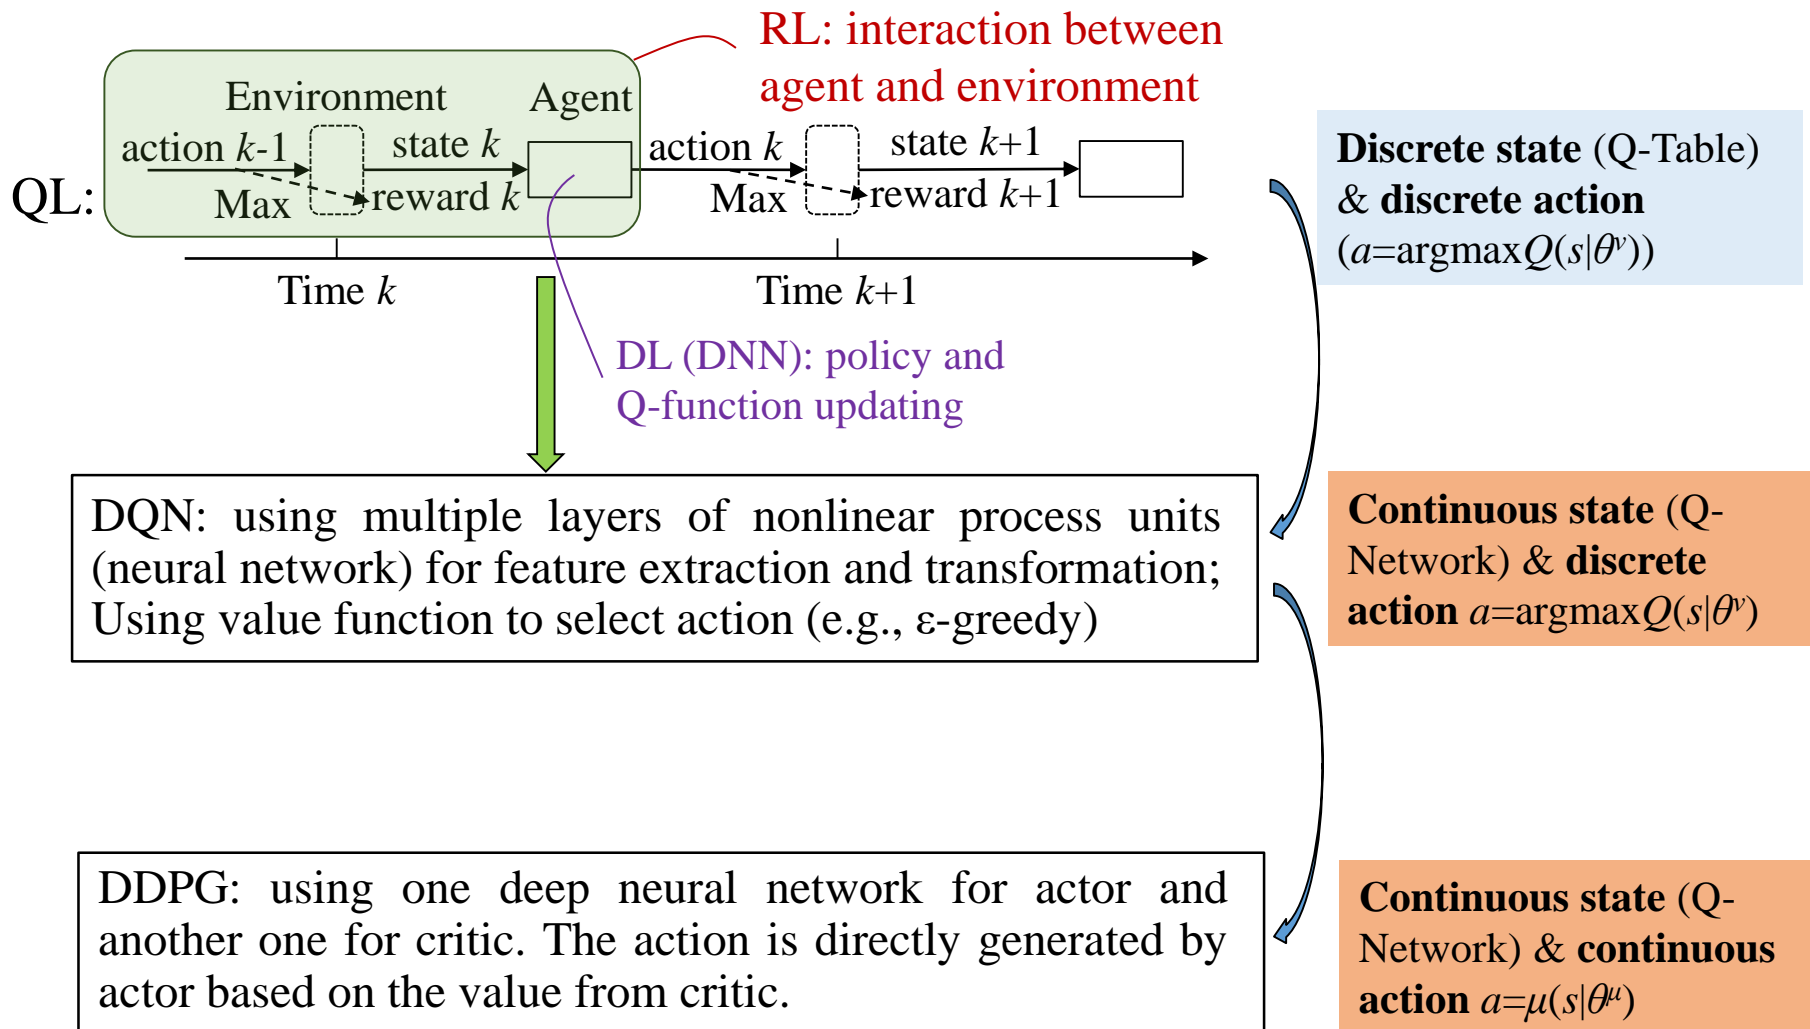 RL: interaction between
agent and environment
Environment
Agent
action k-1
state k
action k
state k+1
QL:
Max
reward k
Max
reward k+1
Time k
Time k+1
DL (DNN): policy and
Q-function updating
Discrete state (Q-Table)
& discrete action
(a=argmaxQ(s|θᵛ))
DQN: using multiple layers of nonlinear process units
(neural network) for feature extraction and transformation;
Using value function to select action (e.g., ε-greedy)
Continuous state (Q-
Network) & discrete
action a=argmaxQ(s|θᵛ)
DDPG: using one deep neural network for actor and
another one for critic. The action is directly generated by
actor based on the value from critic.
Continuous state (Q-
Network) & continuous
action a=μ(s|θ^μ)